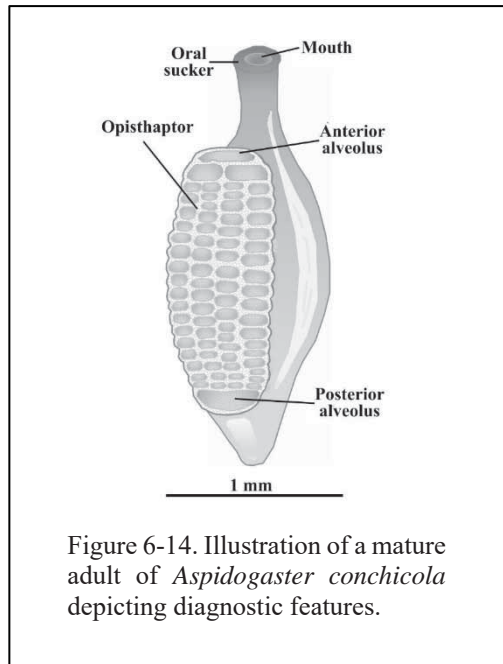 Mouth
Oral
sucker
Opisthaptor
Anterior
alveolus
Posterior
alveolus
1 mm
Figure 6-14. Illustration of a mature
adult of Aspidogaster conchicola
depicting diagnostic features.